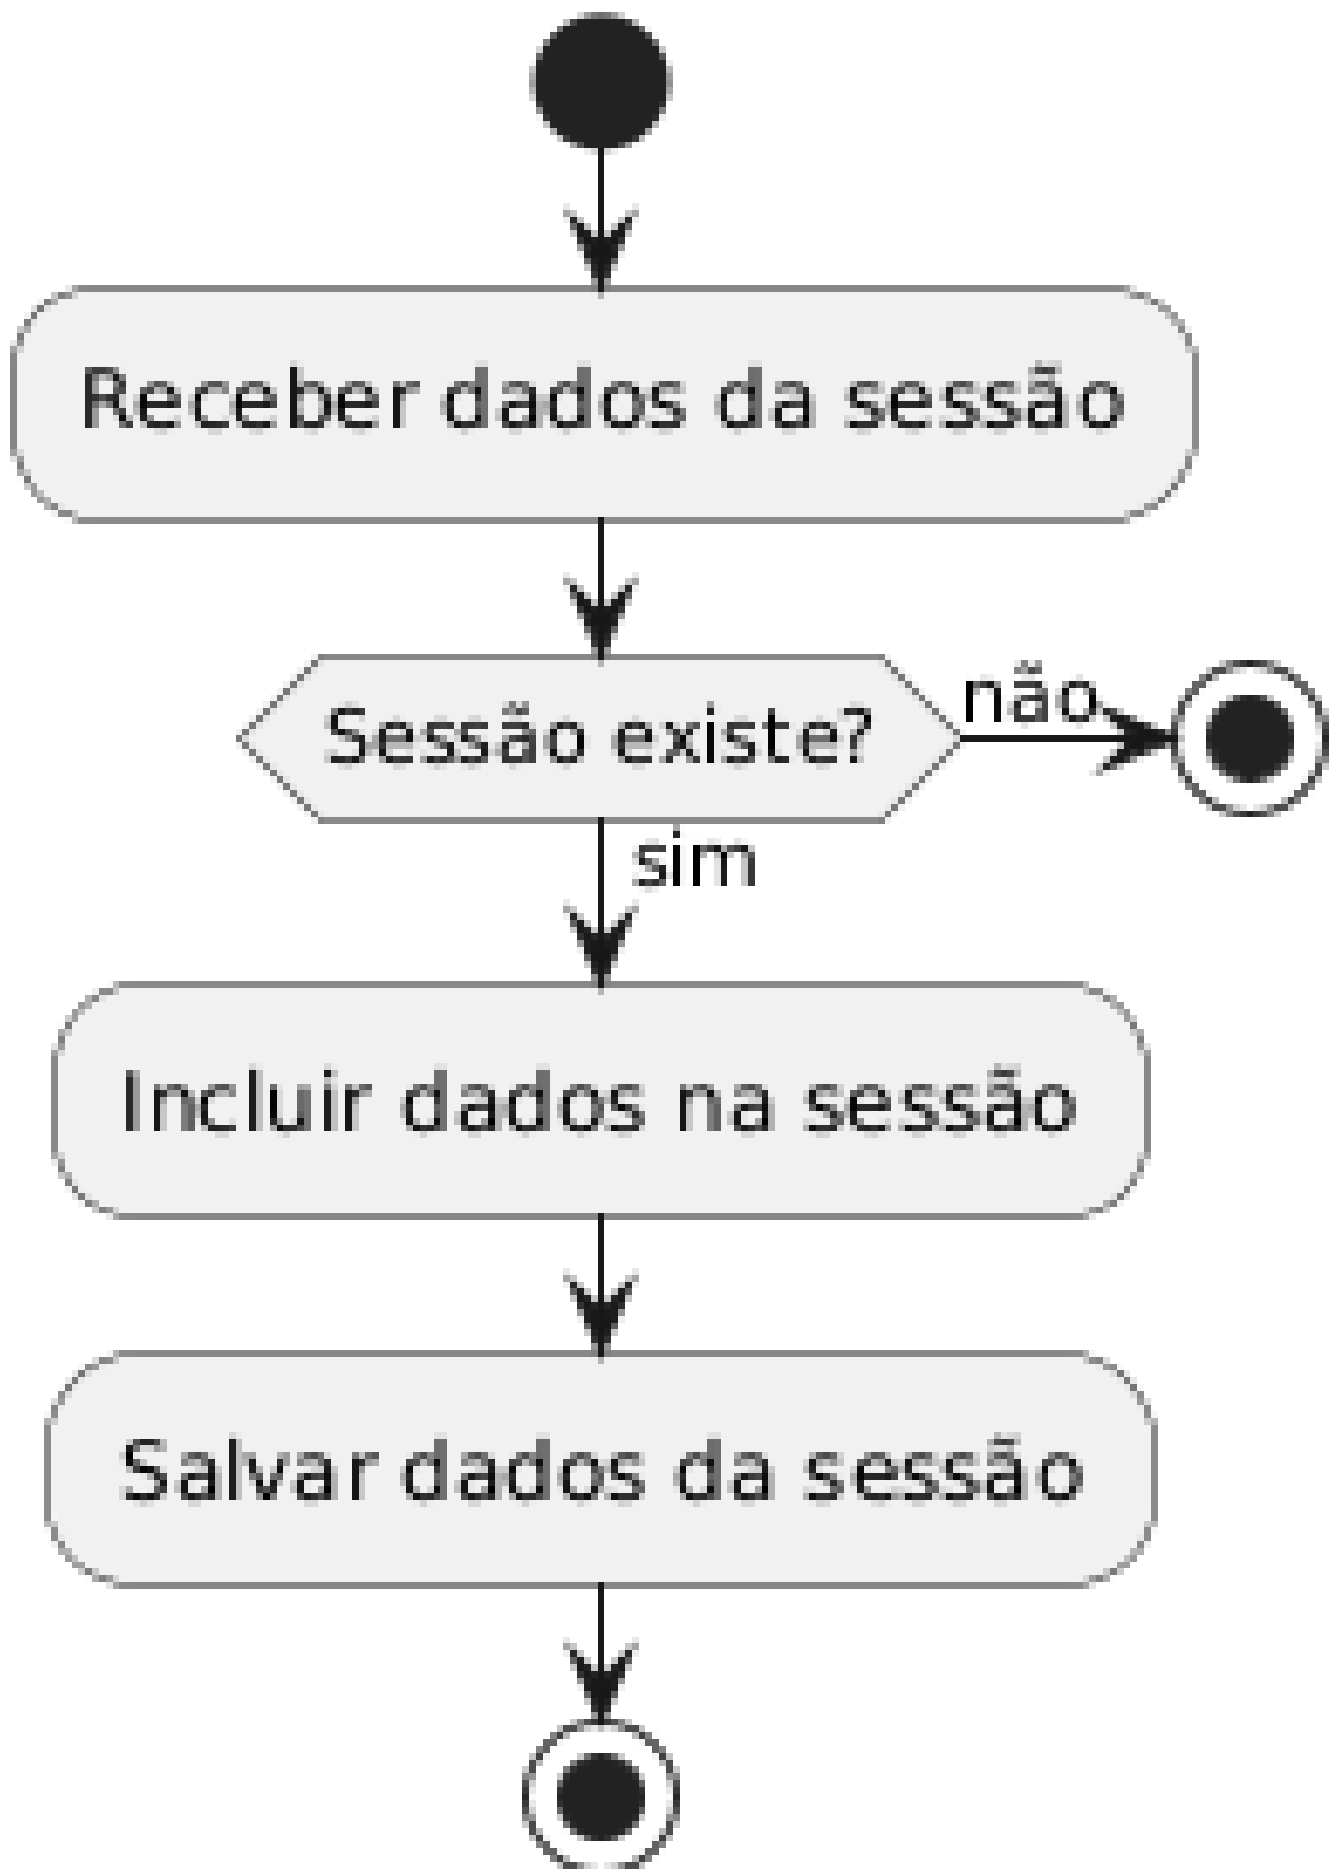 Receber dados da sessão
Sessão existe?
não
sim
Incluir dados na sessão
Salvar dados da sessão